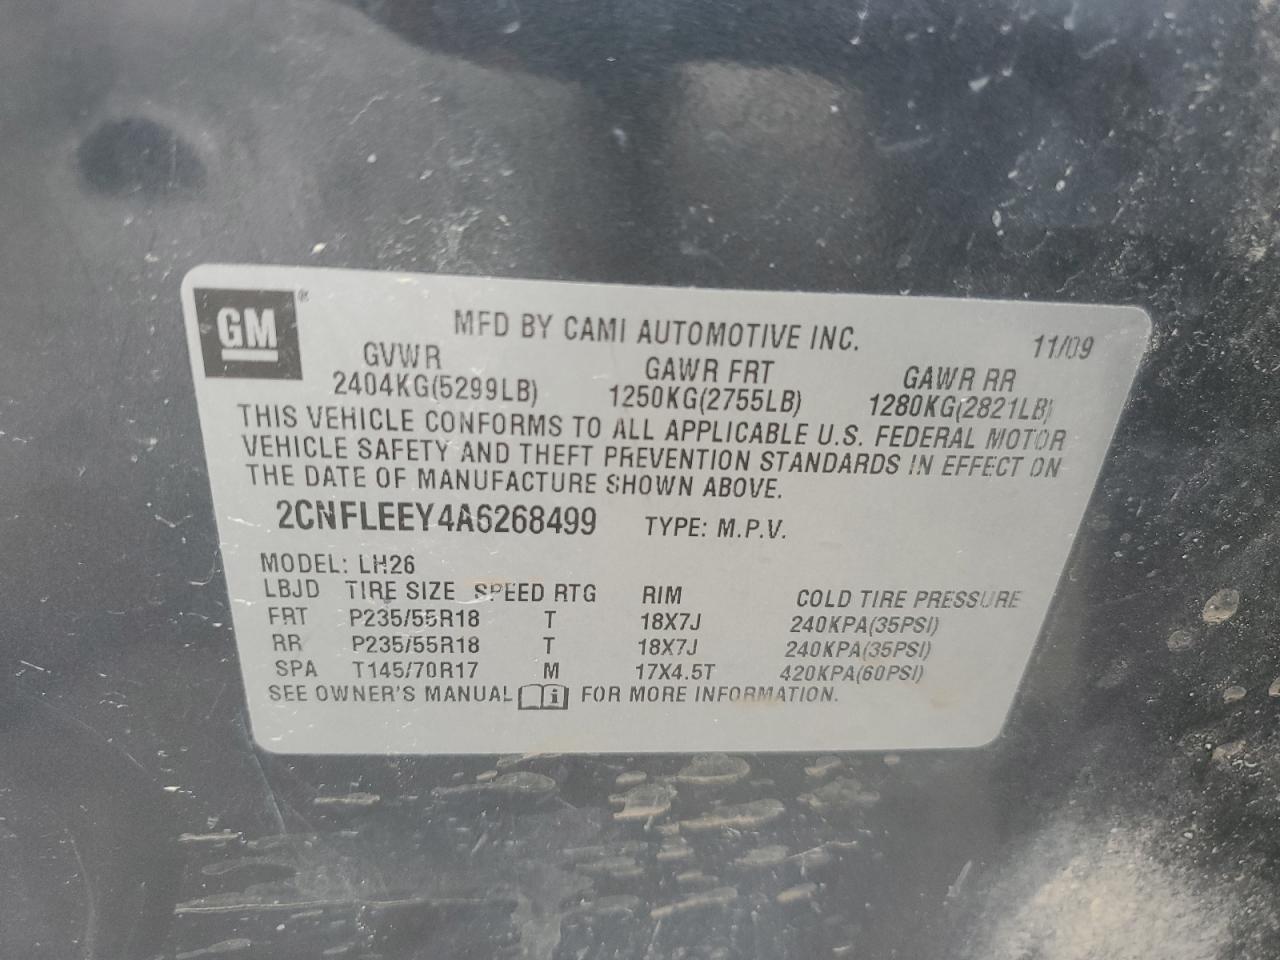 GM®
MFD BY CAMI AUTOMOTIVE INC. 11/09
GVWR GAWR FRT GAWR RR
2404KG(5299LB) 1250KG(2755LB) 1280KG(2821LB)
THIS VEHICLE CONFORMS TO ALL APPLICABLE U.S. FEDERAL MOTOR
VEHICLE SAFETY AND THEFT PREVENTION STANDARDS IN EFFECT ON
THE DATE OF MANUFACTURE SHOWN ABOVE.
2CNFLEEY4A6268499 TYPE: M.P.V.
MODEL: LH26
LBJD TIRE SIZE SPEED RTG RIM COLD TIRE PRESSURE
FRT P235/55R18 T 18X7J 240KPA(35PSI)
RR P235/55R18 T 18X7J 240KPA(35PSI)
SPA T145/70R17 M 17X4.5T 420KPA(60PSI)
SEE OWNER'S MANUAL i FOR MORE INFORMATION.